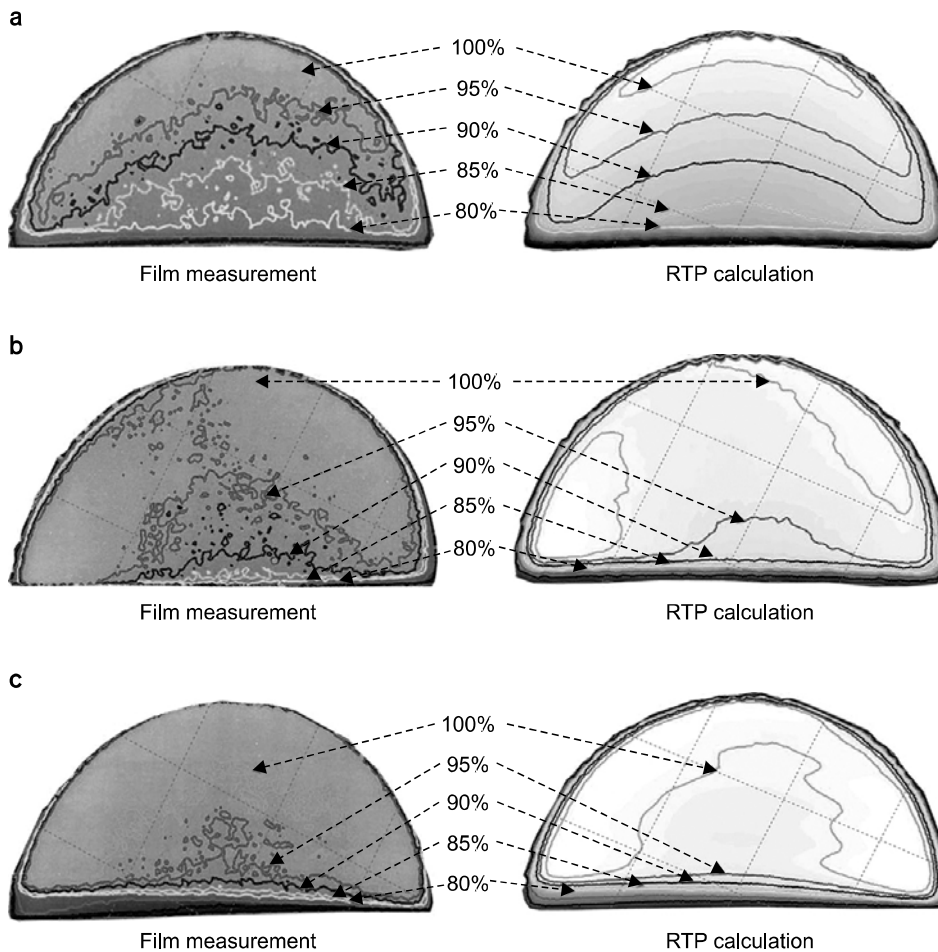 a
100%
95%
90%
85%
80%
Film measurement RTP calculation
b
100%
95%
90%
85%
80%
Film measurement RTP calculation
c
100%
95%
90%
85%
80%
Film measurement RTP calculation